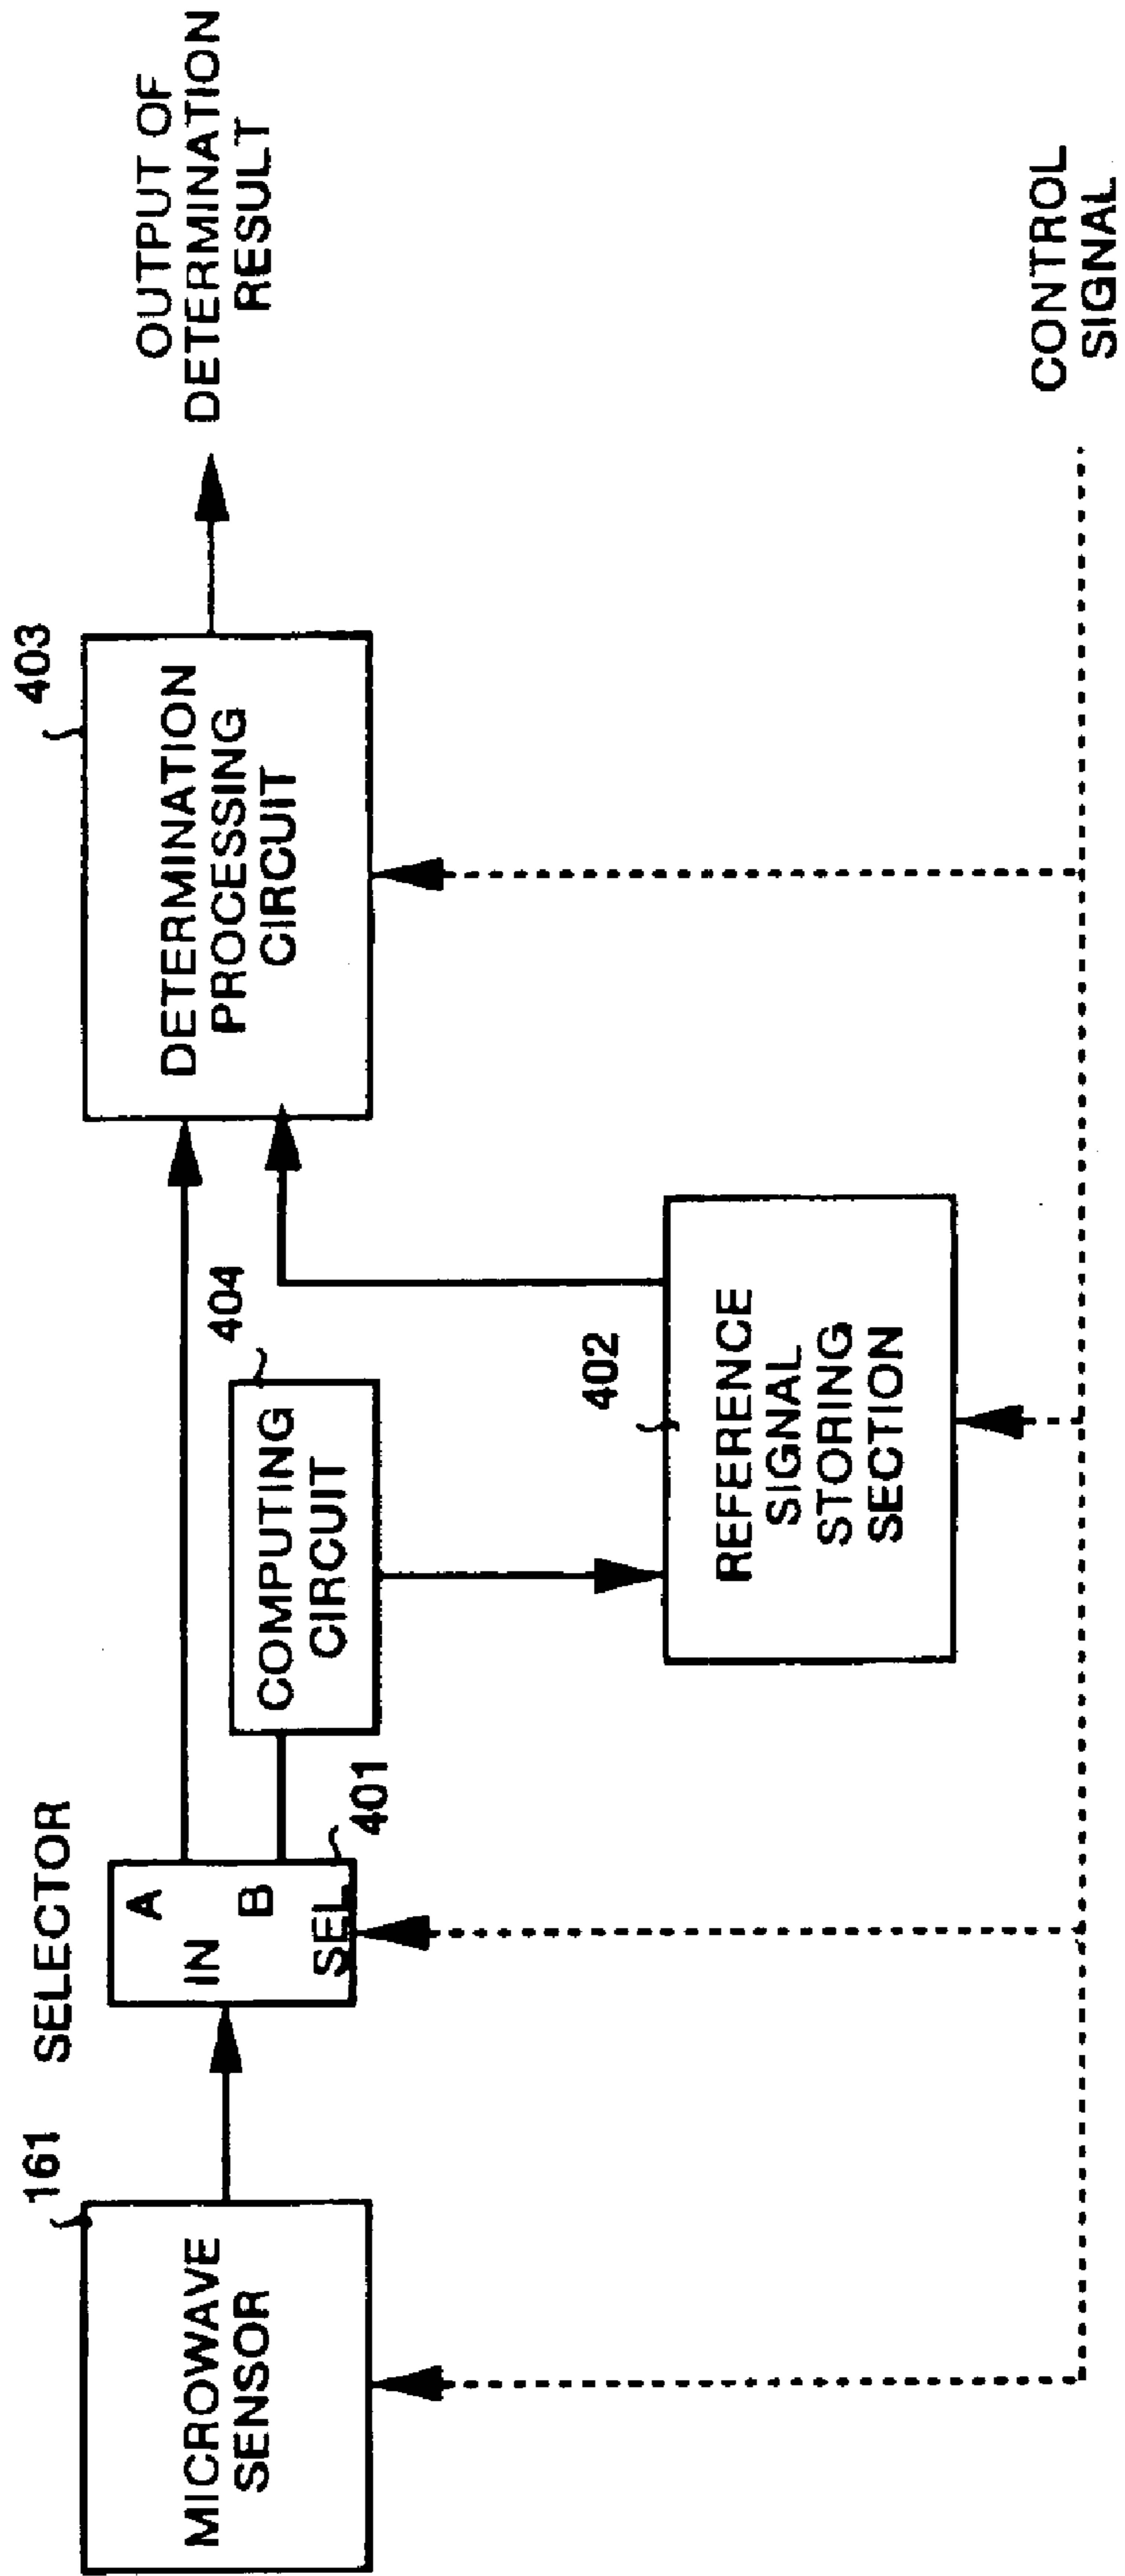 161
MICROWAVE
SENSOR
SELECTOR
A
IN
B
SEL
401
COMPUTING
CIRCUIT
404
402
REFERENCE
SIGNAL
STORING
SECTION
403
DETERMINATION
PROCESSING
CIRCUIT
OUTPUT OF
DETERMINATION
RESULT
CONTROL
SIGNAL